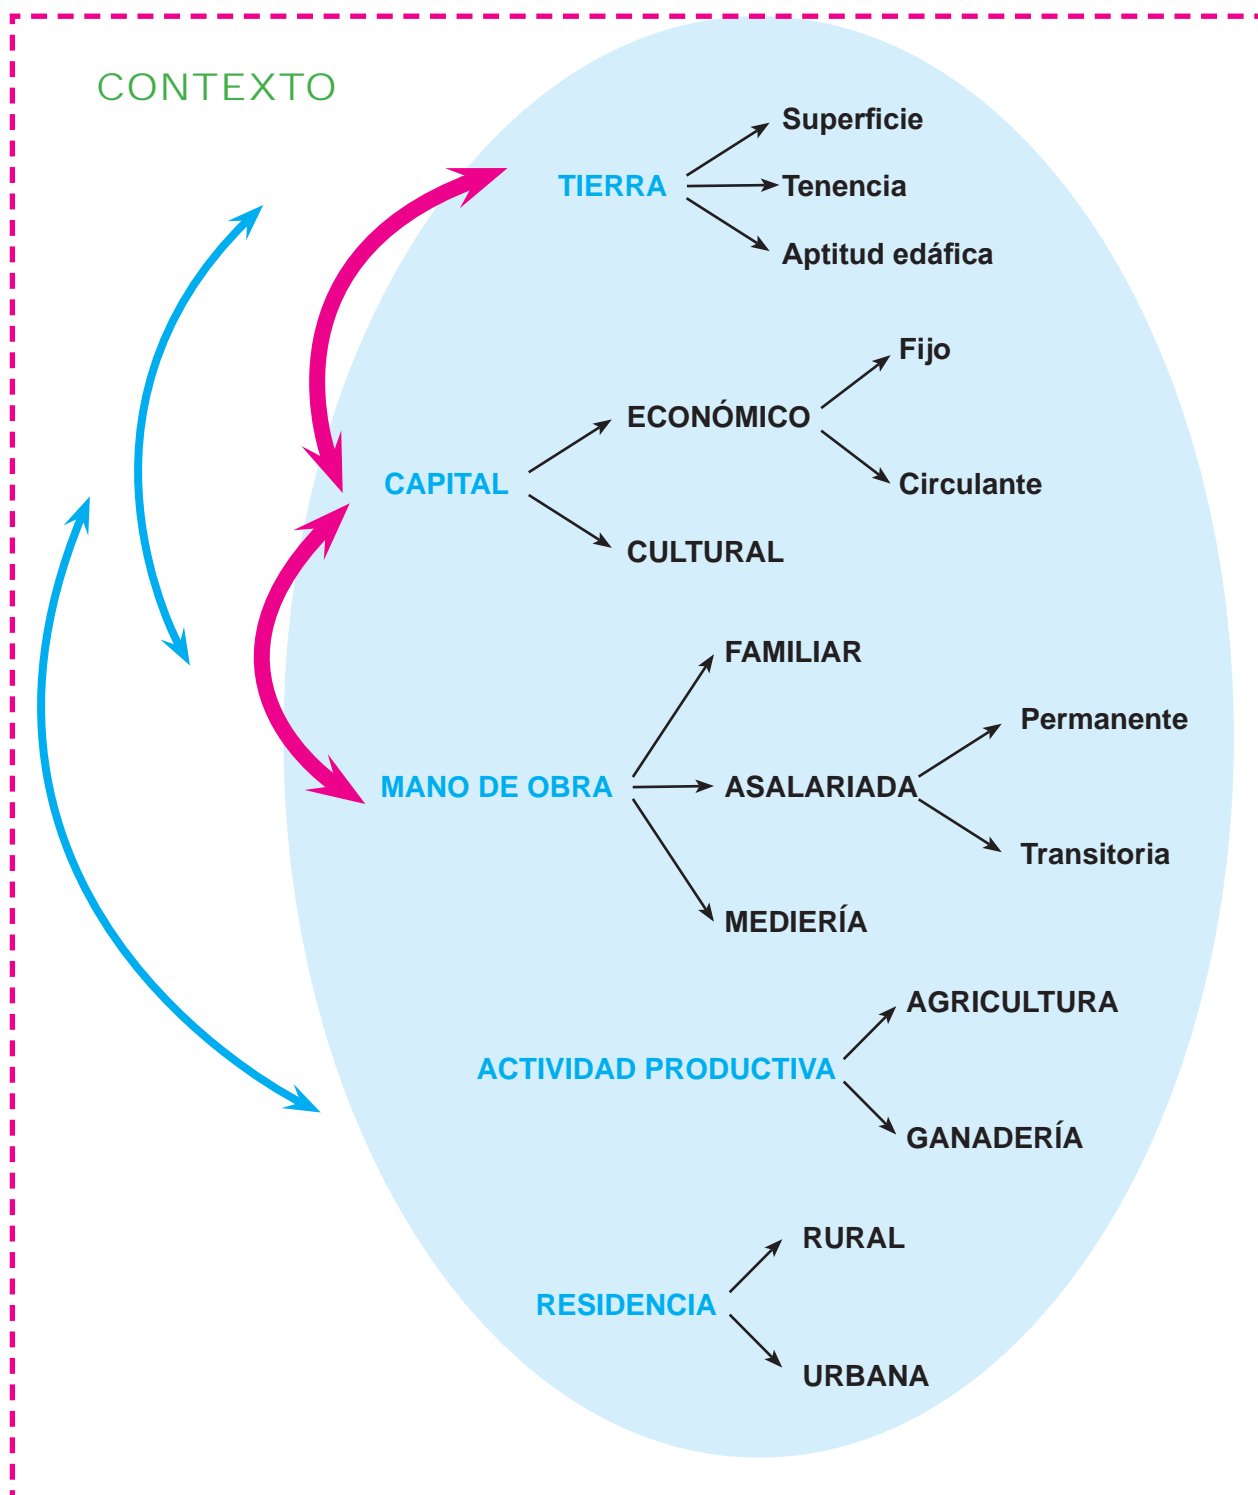 CONTEXTO
Superficie
TIERRA
Tenencia
Aptitud edáfica
Fijo
ECONÓMICO
CAPITAL
Circulante
CULTURAL
FAMILIAR
Permanente
MANO DE OBRA
ASALARIADA
Transitoria
MEDIERÍA
AGRICULTURA
ACTIVIDAD PRODUCTIVA
GANADERÍA
RURAL
RESIDENCIA
URBANA